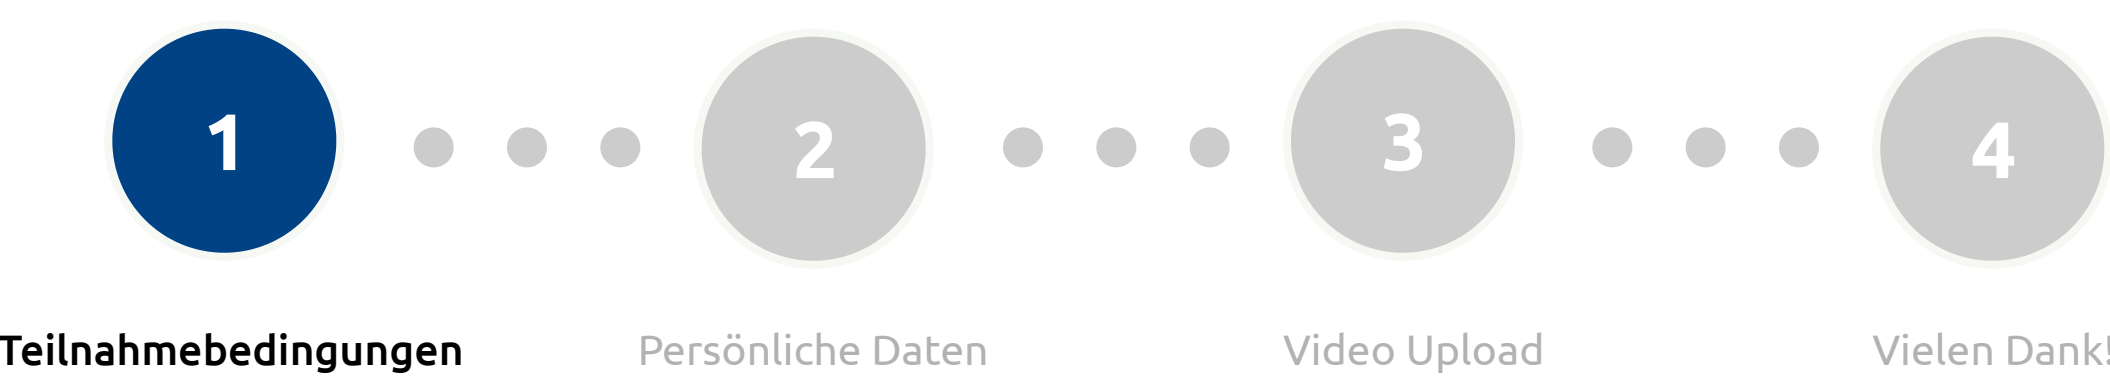 1 2 3 4
Teilnahmebedingungen Persönliche Daten Video Upload Vielen Dank!